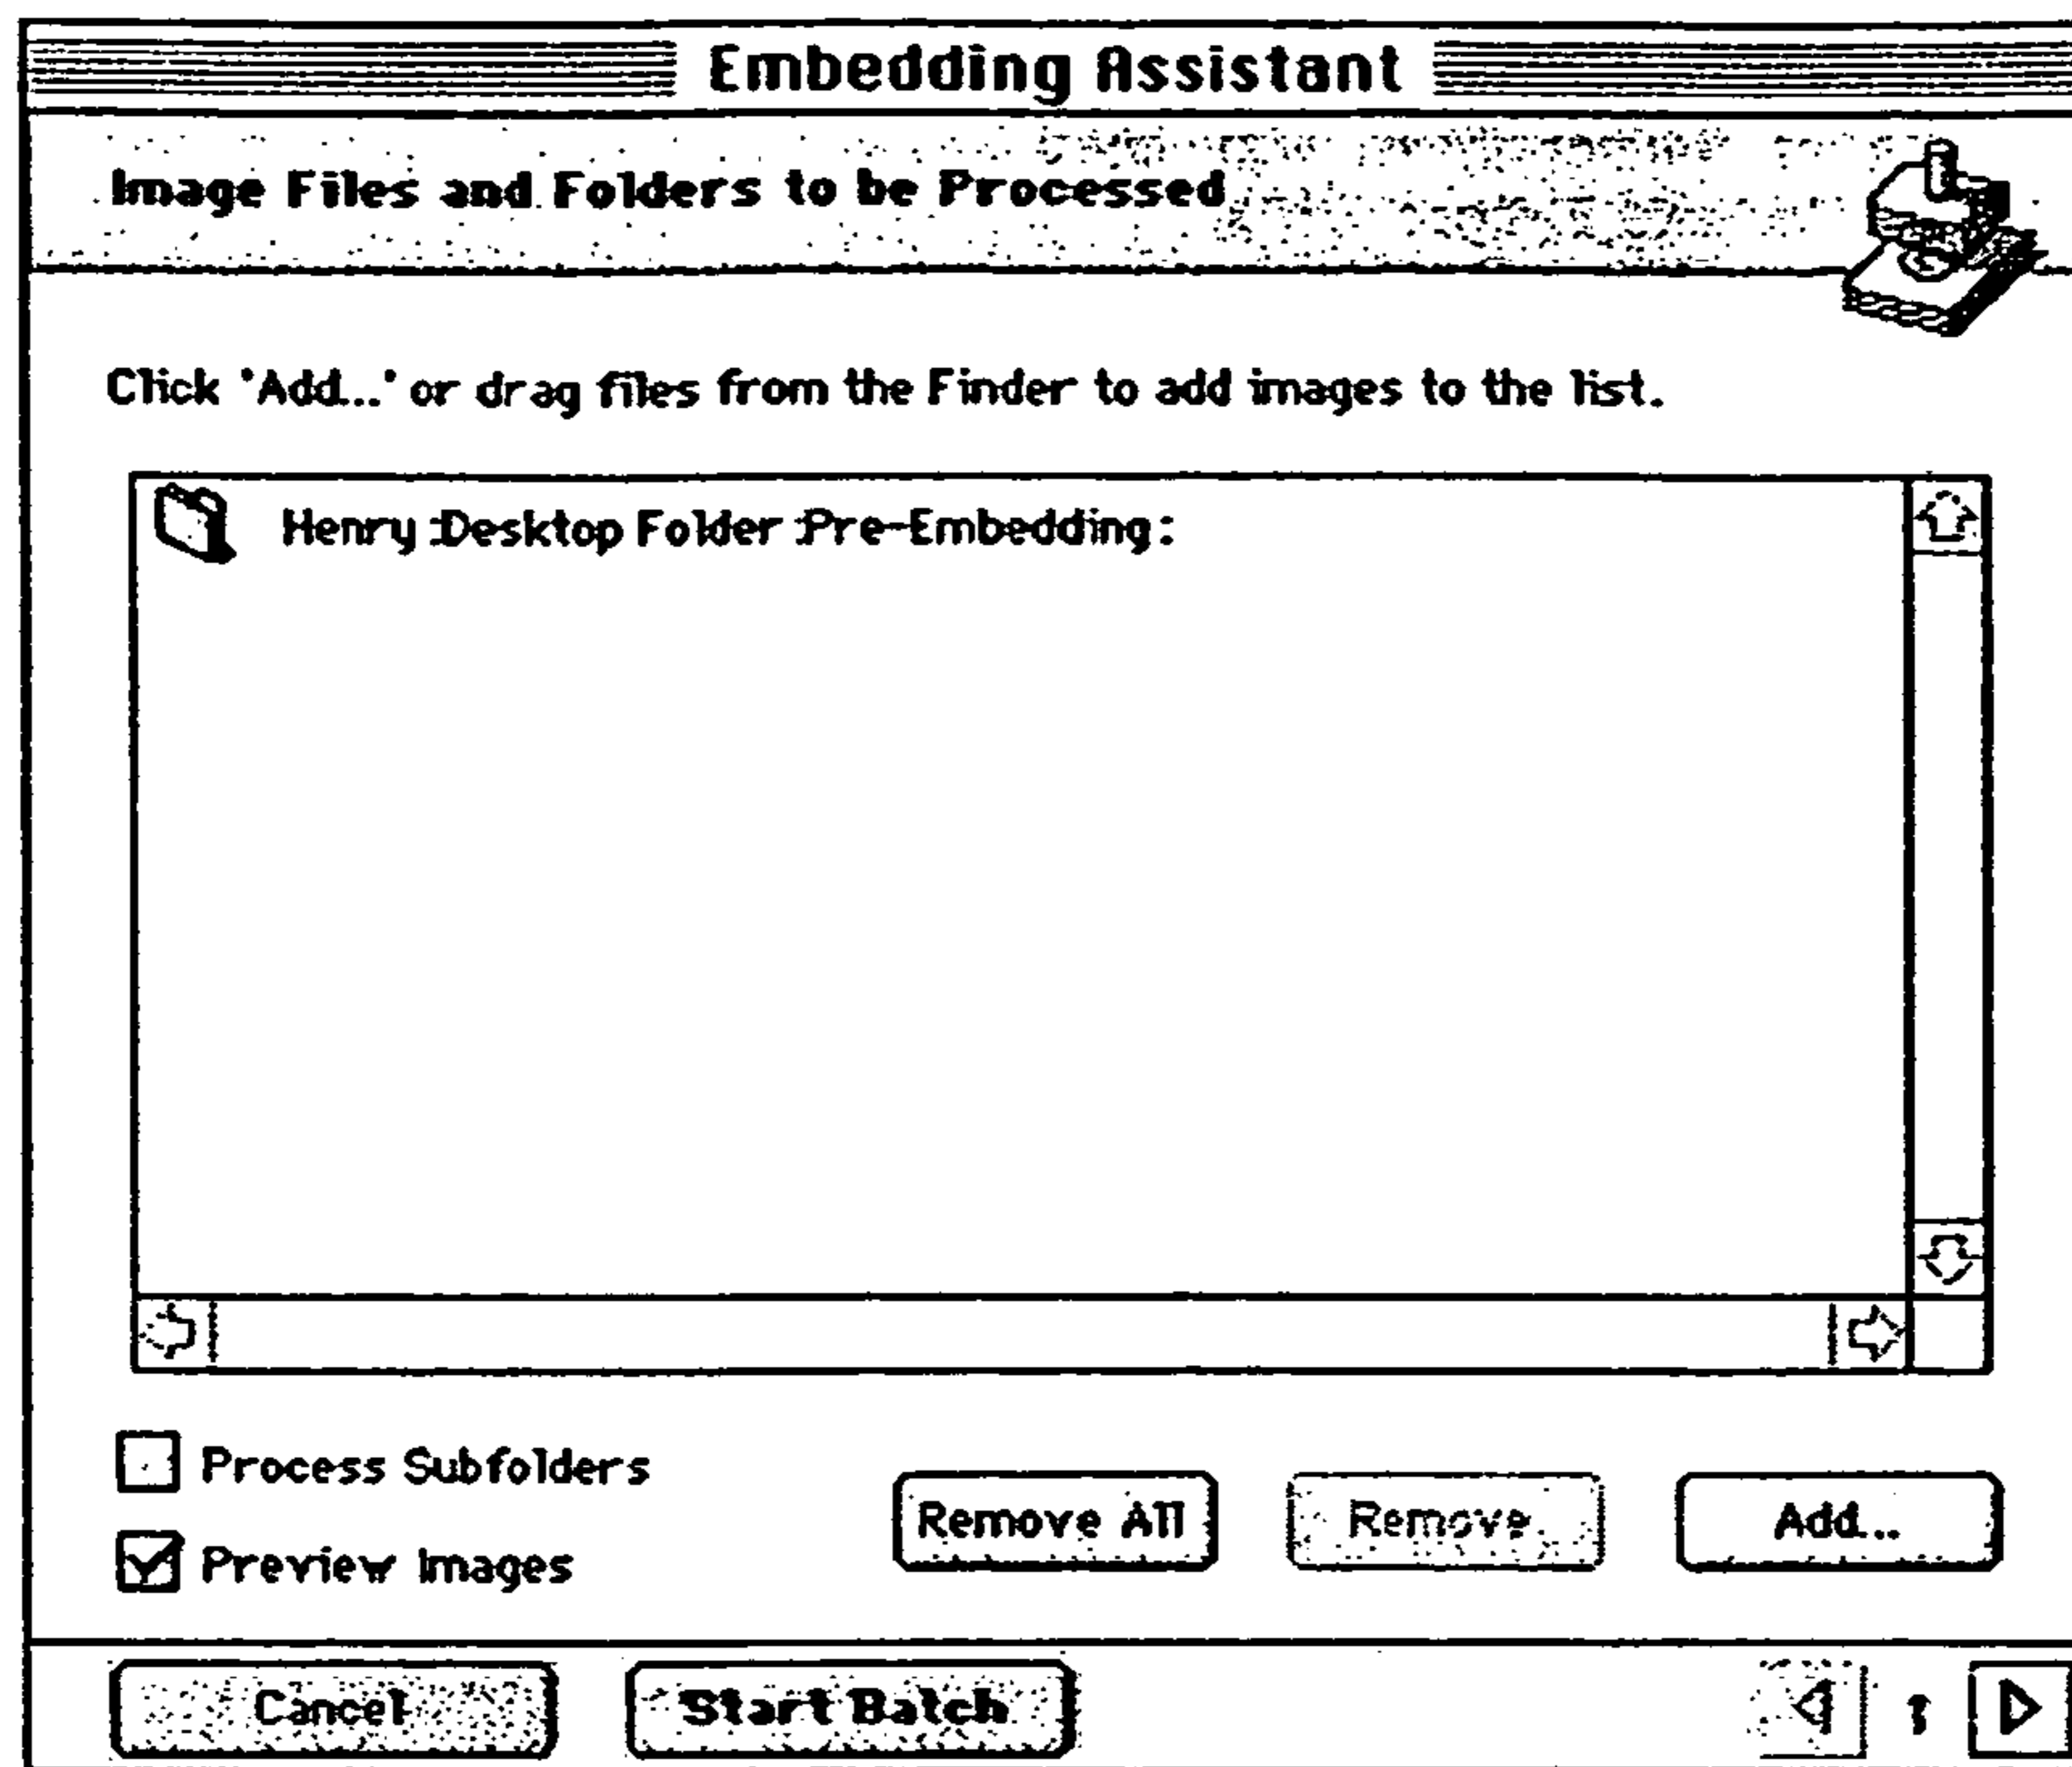 Embedding Assistant
Image Files and Folders to be Processed
Click 'Add...' or drag files from the Finder to add images to the list.
Henry:Desktop Folder:Pre-Embedding:
Process Subfolders
Preview Images
Remove All
Remove
Add...
Cancel
Start Batch
1